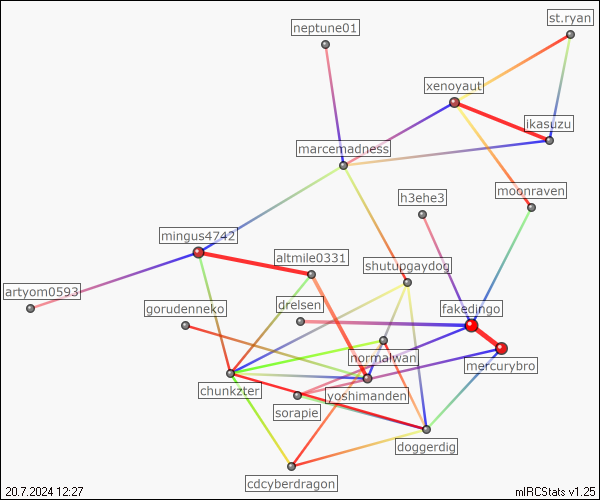 st.ryan
neptune01
xenoyaut
ikasuzu
marcemadness
moonraven
h3ehe3
mingus4742
altmile0331
shutupgaydog
artyom0593
gorudenneko
drelsen
fakedingo
normalwan
mercurybro
chunkzter
yoshimanden
sorapie
doggerdig
cdcyberdragon
20.7.2024 12:27
mIRCStats v1.25